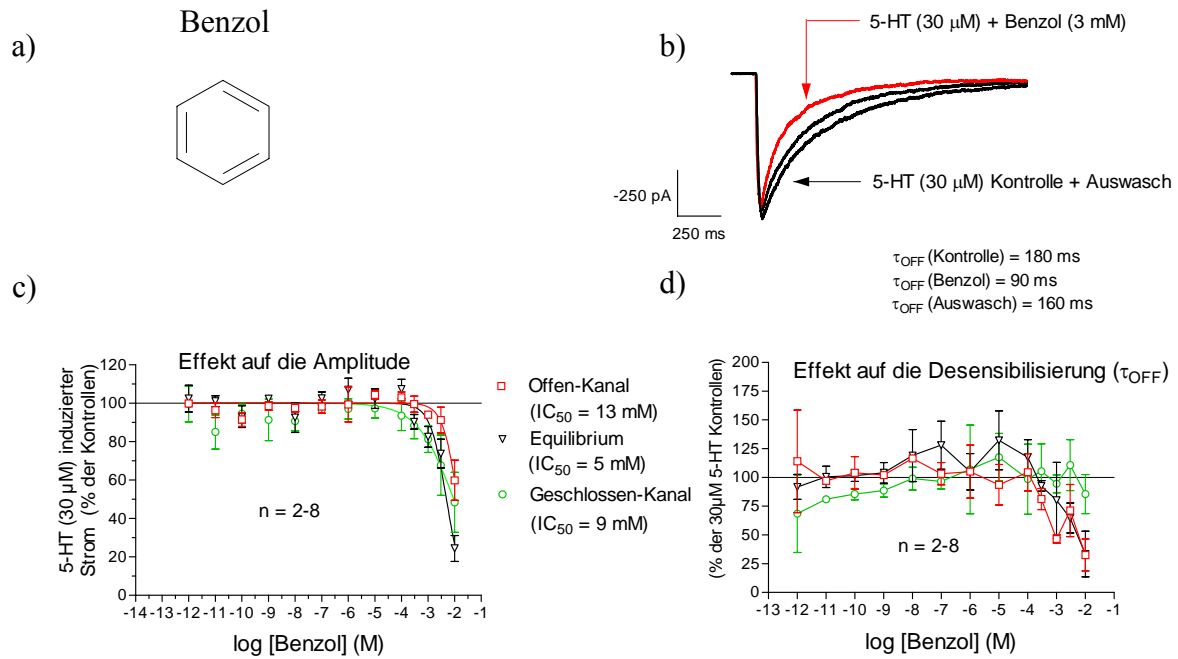 Benzol
a)
b)
5-HT (30 µM) + Benzol (3 mM)
5-HT (30 µM) Kontrolle + Auswasch
-250 pA
250 ms
τOFF (Kontrolle) = 180 ms
τOFF (Benzol) = 90 ms
τOFF (Auswasch) = 160 ms
c)
Effekt auf die Amplitude
5-HT (30 µM) induzierter
Strom (% der Kontrollen)
120
100
80
60
40
20
0
n = 2-8
-14 -13 -12 -11 -10 -9 -8 -7 -6 -5 -4 -3 -2 -1
log [Benzol] (M)
Offen-Kanal
(IC50 = 13 mM)
Equilibrium
(IC50 = 5 mM)
Geschlossen-Kanal
(IC50 = 9 mM)
d)
Effekt auf die Desensibilisierung (τOFF)
(% der 30µM 5-HT Kontrollen)
200
175
150
125
100
75
50
25
0
n = 2-8
-13 -12 -11 -10 -9 -8 -7 -6 -5 -4 -3 -2 -1
log [Benzol] (M)